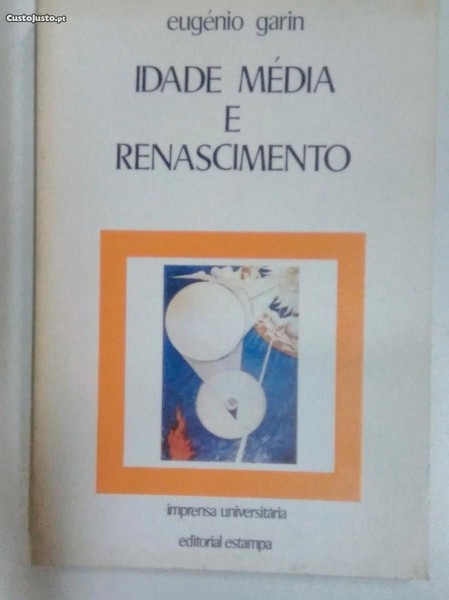 CustoJusto.pt
eugénio garin
IDADE MÉDIA
E
RENASCIMENTO
imprensa universitária
editorial estampa